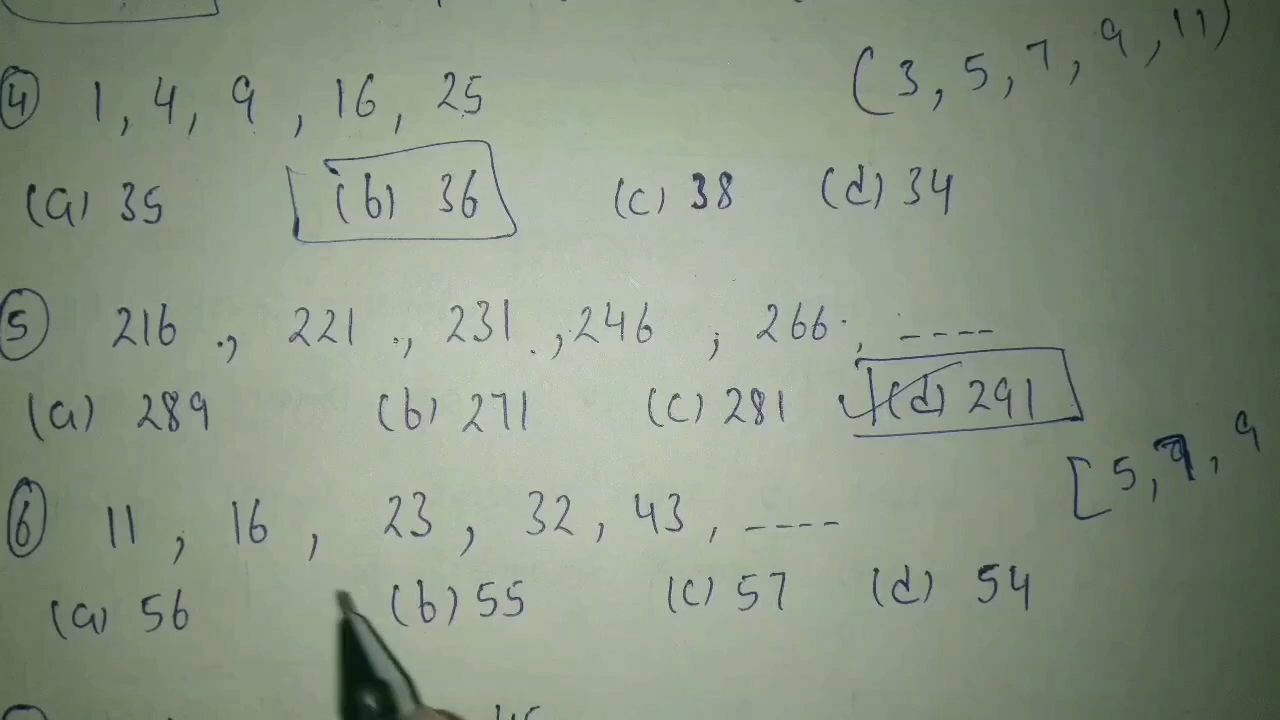 ④ 1, 4, 9, 16, 25 (3, 5, 7, 9, 11)
(a) 35 (b) 36 (c) 38 (d) 34
⑤ 216, 221, 231, 246, 266, ----
(a) 289 (b) 271 (c) 281 (d) 291
[5, 7, 9
⑥ 11, 16, 23, 32, 43, ----
(a) 56 (b) 55 (c) 57 (d) 54